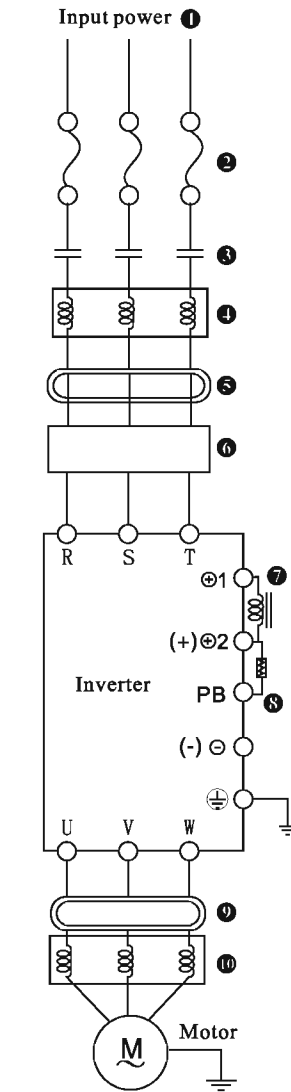 Input power ❶
❷
❸
❹
❺
❻
R S T
⊕1 ❼
(+)⊕2
Inverter
PB ❽
(-) ⊖
U V W
❾
❿
Motor
M
~